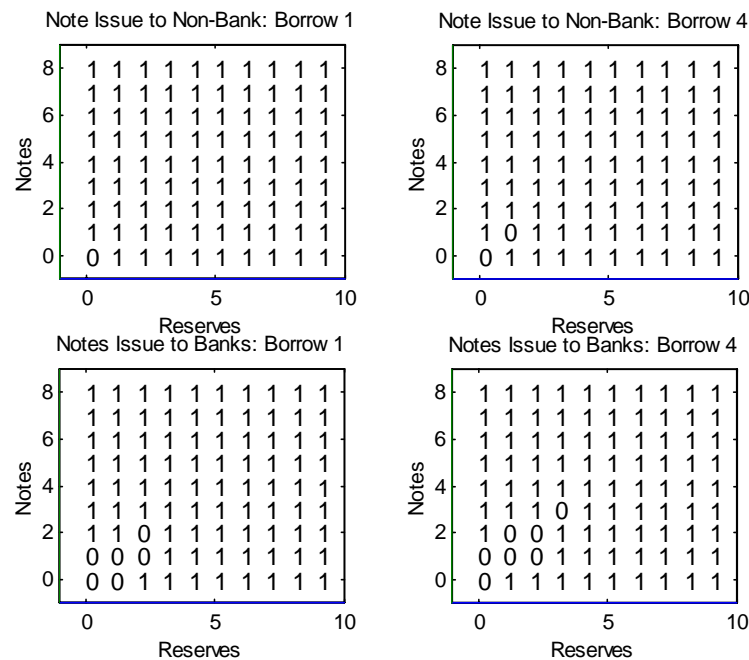 Note Issue to Non-Bank: Borrow 1
8 1 1 1 1 1 1 1 1 1 1
1 1 1 1 1 1 1 1 1 1
6 1 1 1 1 1 1 1 1 1 1
1 1 1 1 1 1 1 1 1 1
4 1 1 1 1 1 1 1 1 1 1
1 1 1 1 1 1 1 1 1 1
2 1 1 1 1 1 1 1 1 1 1
1 1 1 1 1 1 1 1 1 1
0 0 1 1 1 1 1 1 1 1 1
Notes
0 5 10
Reserves
Note Issue to Non-Bank: Borrow 4
8 1 1 1 1 1 1 1 1 1 1
1 1 1 1 1 1 1 1 1 1
6 1 1 1 1 1 1 1 1 1 1
1 1 1 1 1 1 1 1 1 1
4 1 1 1 1 1 1 1 1 1 1
1 1 1 1 1 1 1 1 1 1
2 1 1 1 1 1 1 1 1 1 1
1 0 1 1 1 1 1 1 1 1
0 0 1 1 1 1 1 1 1 1 1
Notes
0 5 10
Reserves
Notes Issue to Banks: Borrow 1
8 1 1 1 1 1 1 1 1 1 1
1 1 1 1 1 1 1 1 1 1
6 1 1 1 1 1 1 1 1 1 1
1 1 1 1 1 1 1 1 1 1
4 1 1 1 1 1 1 1 1 1 1
1 1 1 1 1 1 1 1 1 1
2 1 1 0 1 1 1 1 1 1 1
0 0 0 1 1 1 1 1 1 1
0 0 0 1 1 1 1 1 1 1 1
Notes
0 5 10
Reserves
Notes Issue to Banks: Borrow 4
8 1 1 1 1 1 1 1 1 1 1
1 1 1 1 1 1 1 1 1 1
6 1 1 1 1 1 1 1 1 1 1
1 1 1 1 1 1 1 1 1 1
4 1 1 1 1 1 1 1 1 1 1
1 1 1 0 1 1 1 1 1 1
2 1 0 0 1 1 1 1 1 1 1
0 0 0 1 1 1 1 1 1 1
0 0 1 1 1 1 1 1 1 1 1
Notes
0 5 10
Reserves